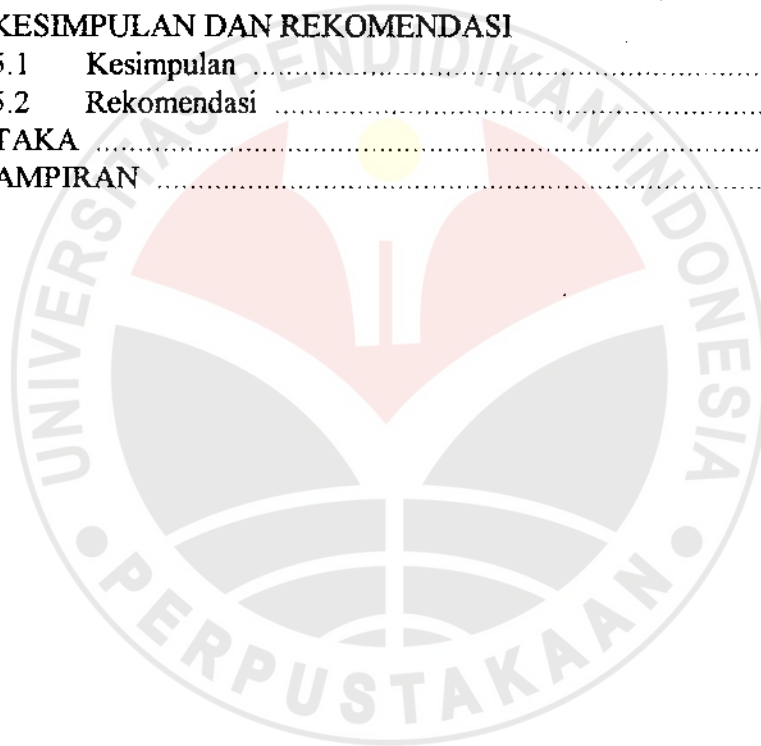 KESIMPULAN DAN REKOMENDASI
5.1 Kesimpulan ..........
5.2 Rekomendasi ..........
TAKA ..........
AMPIRAN ..........
UNIVERSITAS PENDIDIKAN INDONESIA
PERPUSTAKAAN